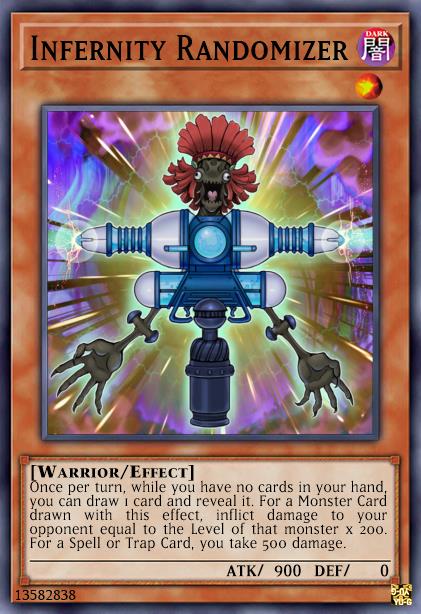 INFERNITY RANDOMIZER
DARK
闇
[WARRIOR/EFFECT]
Once per turn, while you have no cards in your hand,
you can draw 1 card and reveal it. For a Monster Card
drawn with this effect, inflict damage to your
opponent equal to the Level of that monster x 200.
For a Spell or Trap Card, you take 500 damage.
ATK/ 900 DEF/ 0
13582838